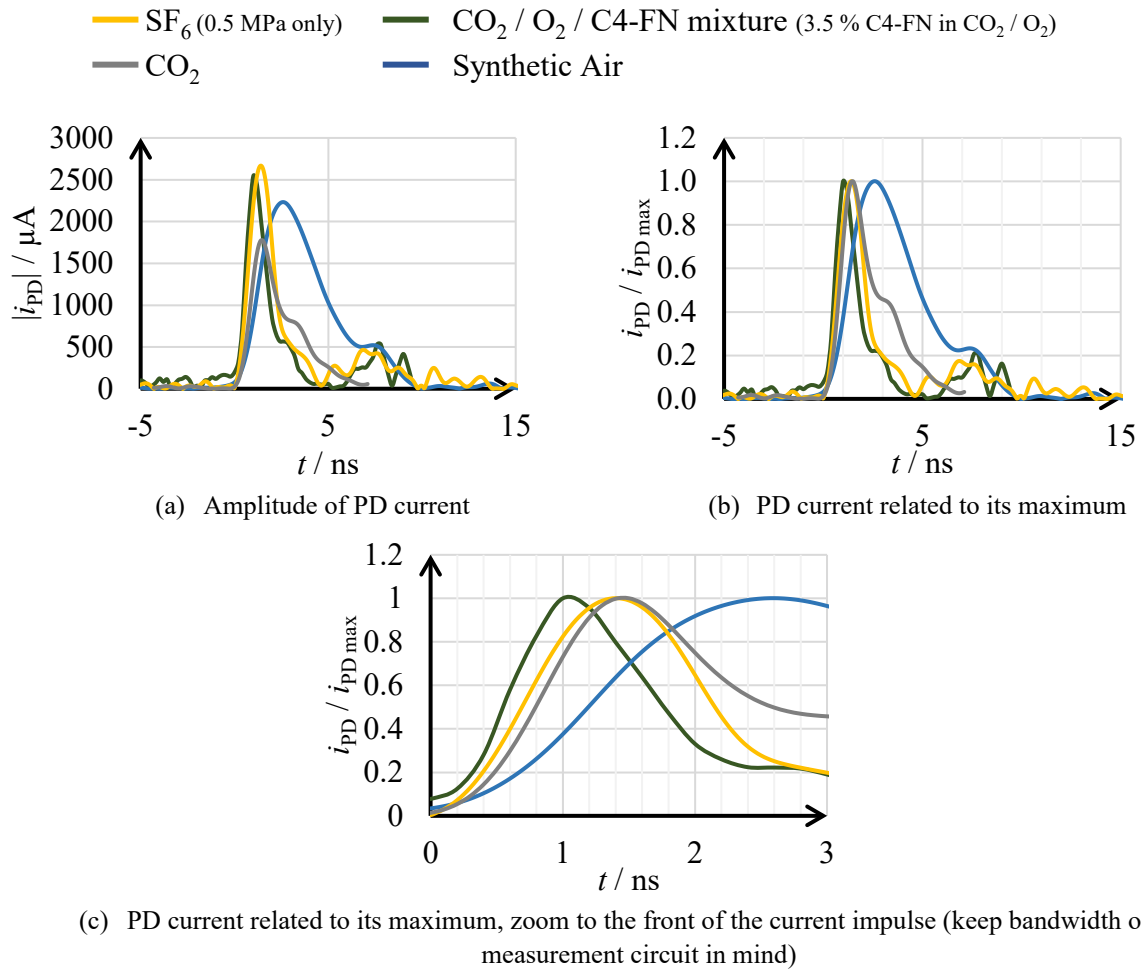 SF6 (0.5 MPa only)
CO2 / O2 / C4-FN mixture (3.5 % C4-FN in CO2 / O2)
CO2
Synthetic Air
3000
2500
2000
1500
1000
500
0
|iPD| / µA
-5
5
15
t / ns
(a) Amplitude of PD current
1.2
1.0
0.8
0.6
0.4
0.2
0.0
iPD / iPD max
-5
5
15
t / ns
(b) PD current related to its maximum
1.2
1
0.8
0.6
0.4
0.2
0
iPD / iPD max
0
1
2
3
t / ns
(c) PD current related to its maximum, zoom to the front of the current impulse (keep bandwidth o
measurement circuit in mind)